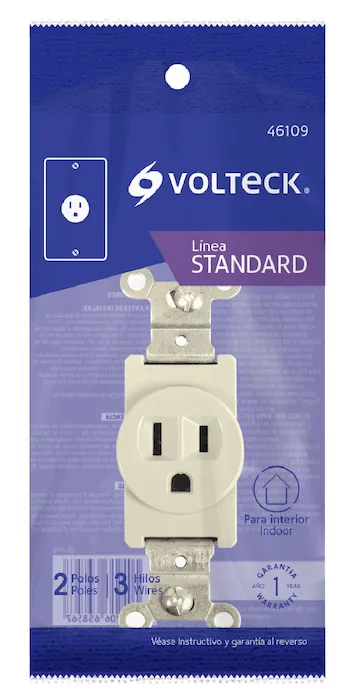 46109
VOLTECK®
Línea
STANDARD
Para interior
Indoor
GARANTÍA
AÑO 1 YEAR
WARRANTY
2 Polos
Poles
3 Hilos
Wires
Véase Instructivo y garantía al reverso